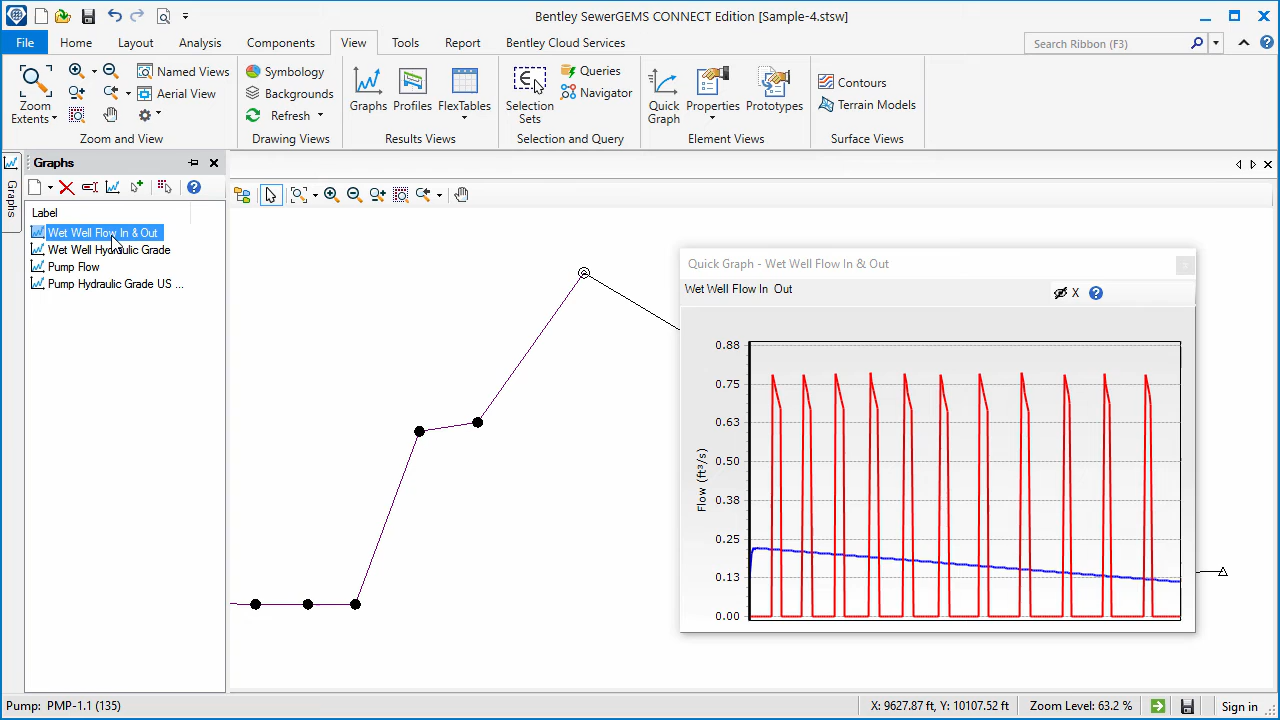 Bentley SewerGEMS CONNECT Edition [Sample-4.stsw]
File Home Layout Analysis Components View Tools Report Bentley Cloud Services Search Ribbon (F3)
Zoom Extents
Named Views
Aerial View
Zoom and View
Symbology
Backgrounds
Refresh
Drawing Views
Graphs Profiles FlexTables
Results Views
Selection Sets
Queries
Navigator
Selection and Query
Quick Graph
Properties Prototypes
Element Views
Contours
Terrain Models
Surface Views
Graphs
Graphs
Label
Wet Well Flow In & Out
Wet Well Hydraulic Grade
Pump Flow
Pump Hydraulic Grade US ...
Quick Graph - Wet Well Flow In & Out
Wet Well Flow In Out
X
Flow (ft³/s)
0.88
0.75
0.63
0.50
0.38
0.25
0.13
0.00
Pump: PMP-1.1 (135)
X: 9627.87 ft, Y: 10107.52 ft
Zoom Level: 63.2 %
Sign in